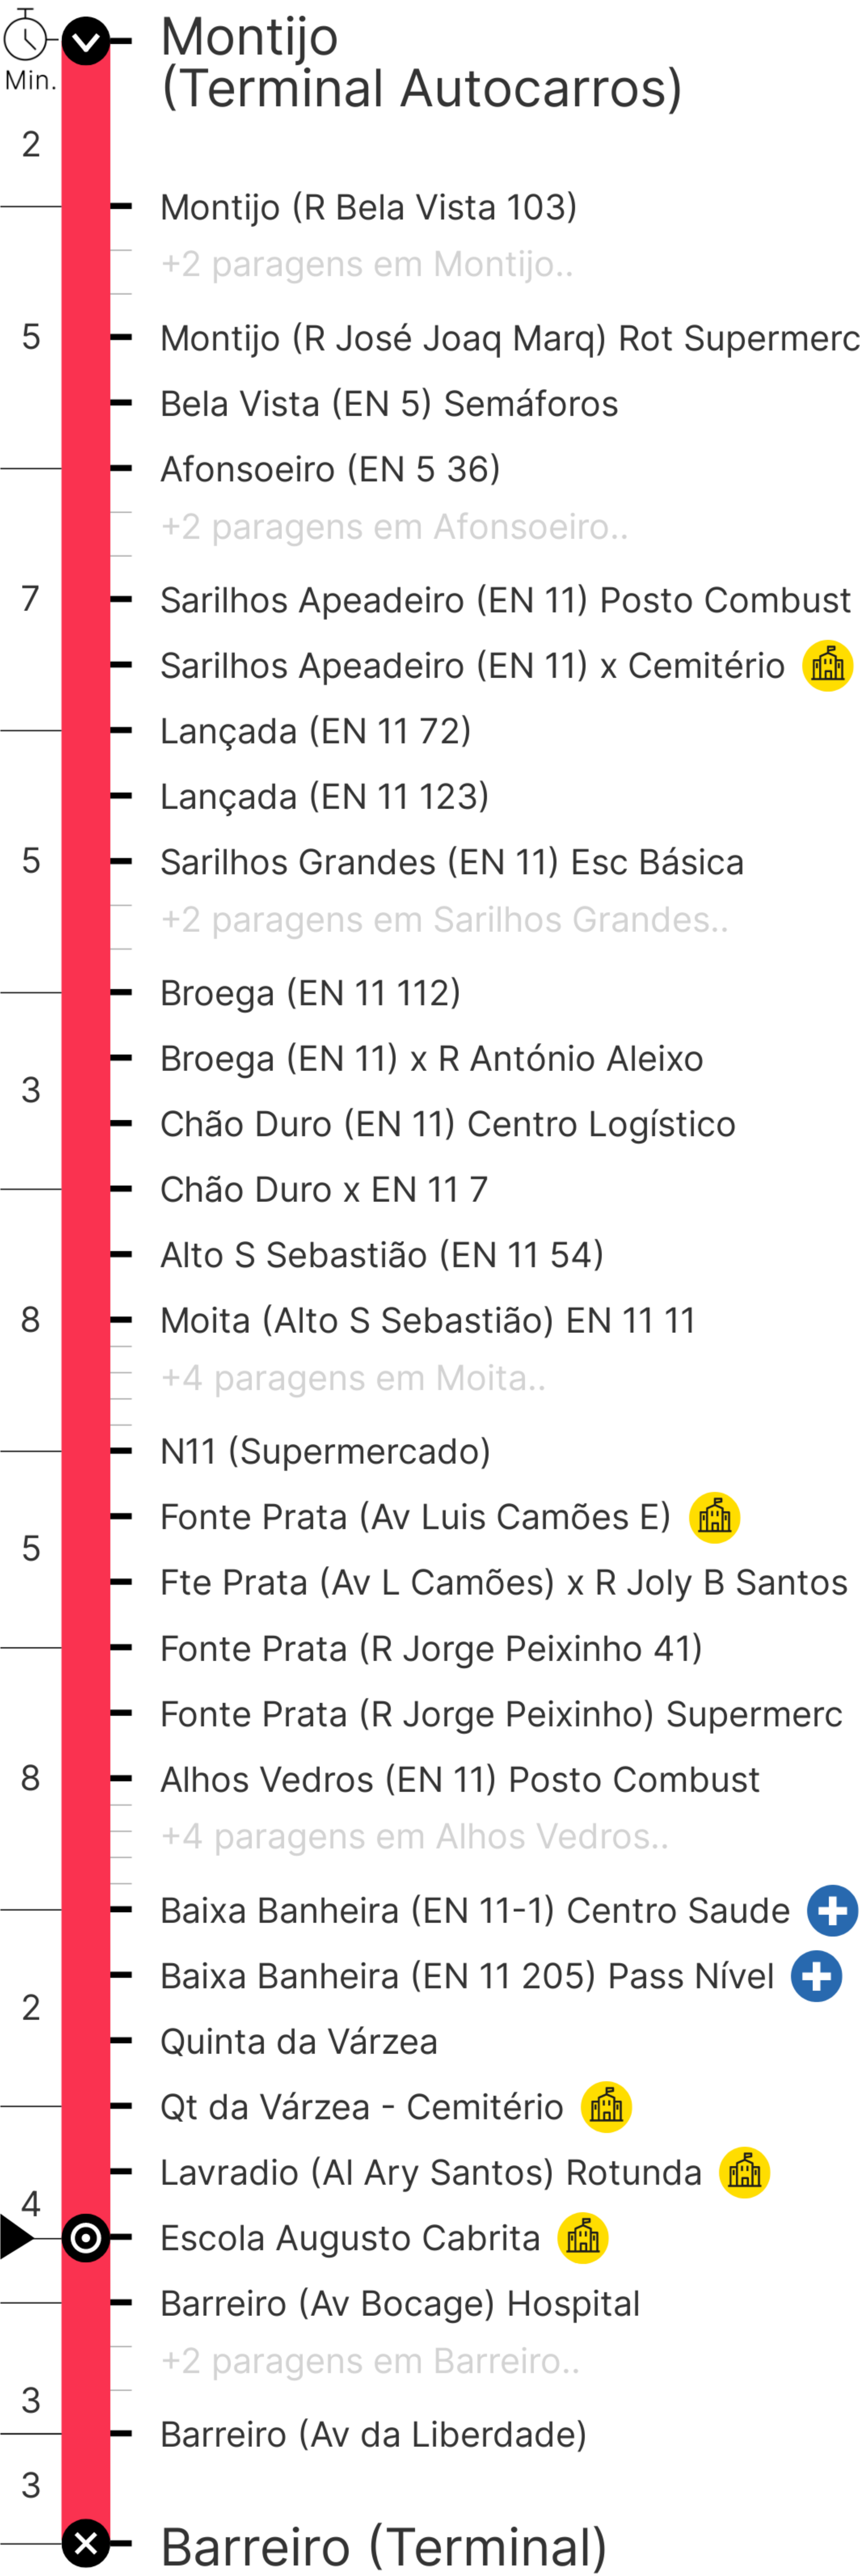 Montijo
(Terminal Autocarros)
Min.
2
Montijo (R Bela Vista 103)
+2 paragens em Montijo..
5
Montijo (R José Joaq Marq) Rot Supermerc
Bela Vista (EN 5) Semáforos
Afonsoeiro (EN 5 36)
+2 paragens em Afonsoeiro..
7
Sarilhos Apeadeiro (EN 11) Posto Combust
Sarilhos Apeadeiro (EN 11) x Cemitério
Lançada (EN 11 72)
Lançada (EN 11 123)
5
Sarilhos Grandes (EN 11) Esc Básica
+2 paragens em Sarilhos Grandes..
Broega (EN 11 112)
Broega (EN 11) x R António Aleixo
3
Chão Duro (EN 11) Centro Logístico
Chão Duro x EN 11 7
Alto S Sebastião (EN 11 54)
8
Moita (Alto S Sebastião) EN 11 11
+4 paragens em Moita..
N11 (Supermercado)
Fonte Prata (Av Luis Camões E)
5
Fte Prata (Av L Camões) x R Joly B Santos
Fonte Prata (R Jorge Peixinho 41)
Fonte Prata (R Jorge Peixinho) Supermerc
8
Alhos Vedros (EN 11) Posto Combust
+4 paragens em Alhos Vedros..
Baixa Banheira (EN 11-1) Centro Saude
Baixa Banheira (EN 11 205) Pass Nível
2
Quinta da Várzea
Qt da Várzea - Cemitério
Lavradio (Al Ary Santos) Rotunda
4
Escola Augusto Cabrita
Barreiro (Av Bocage) Hospital
+2 paragens em Barreiro..
3
Barreiro (Av da Liberdade)
3
Barreiro (Terminal)